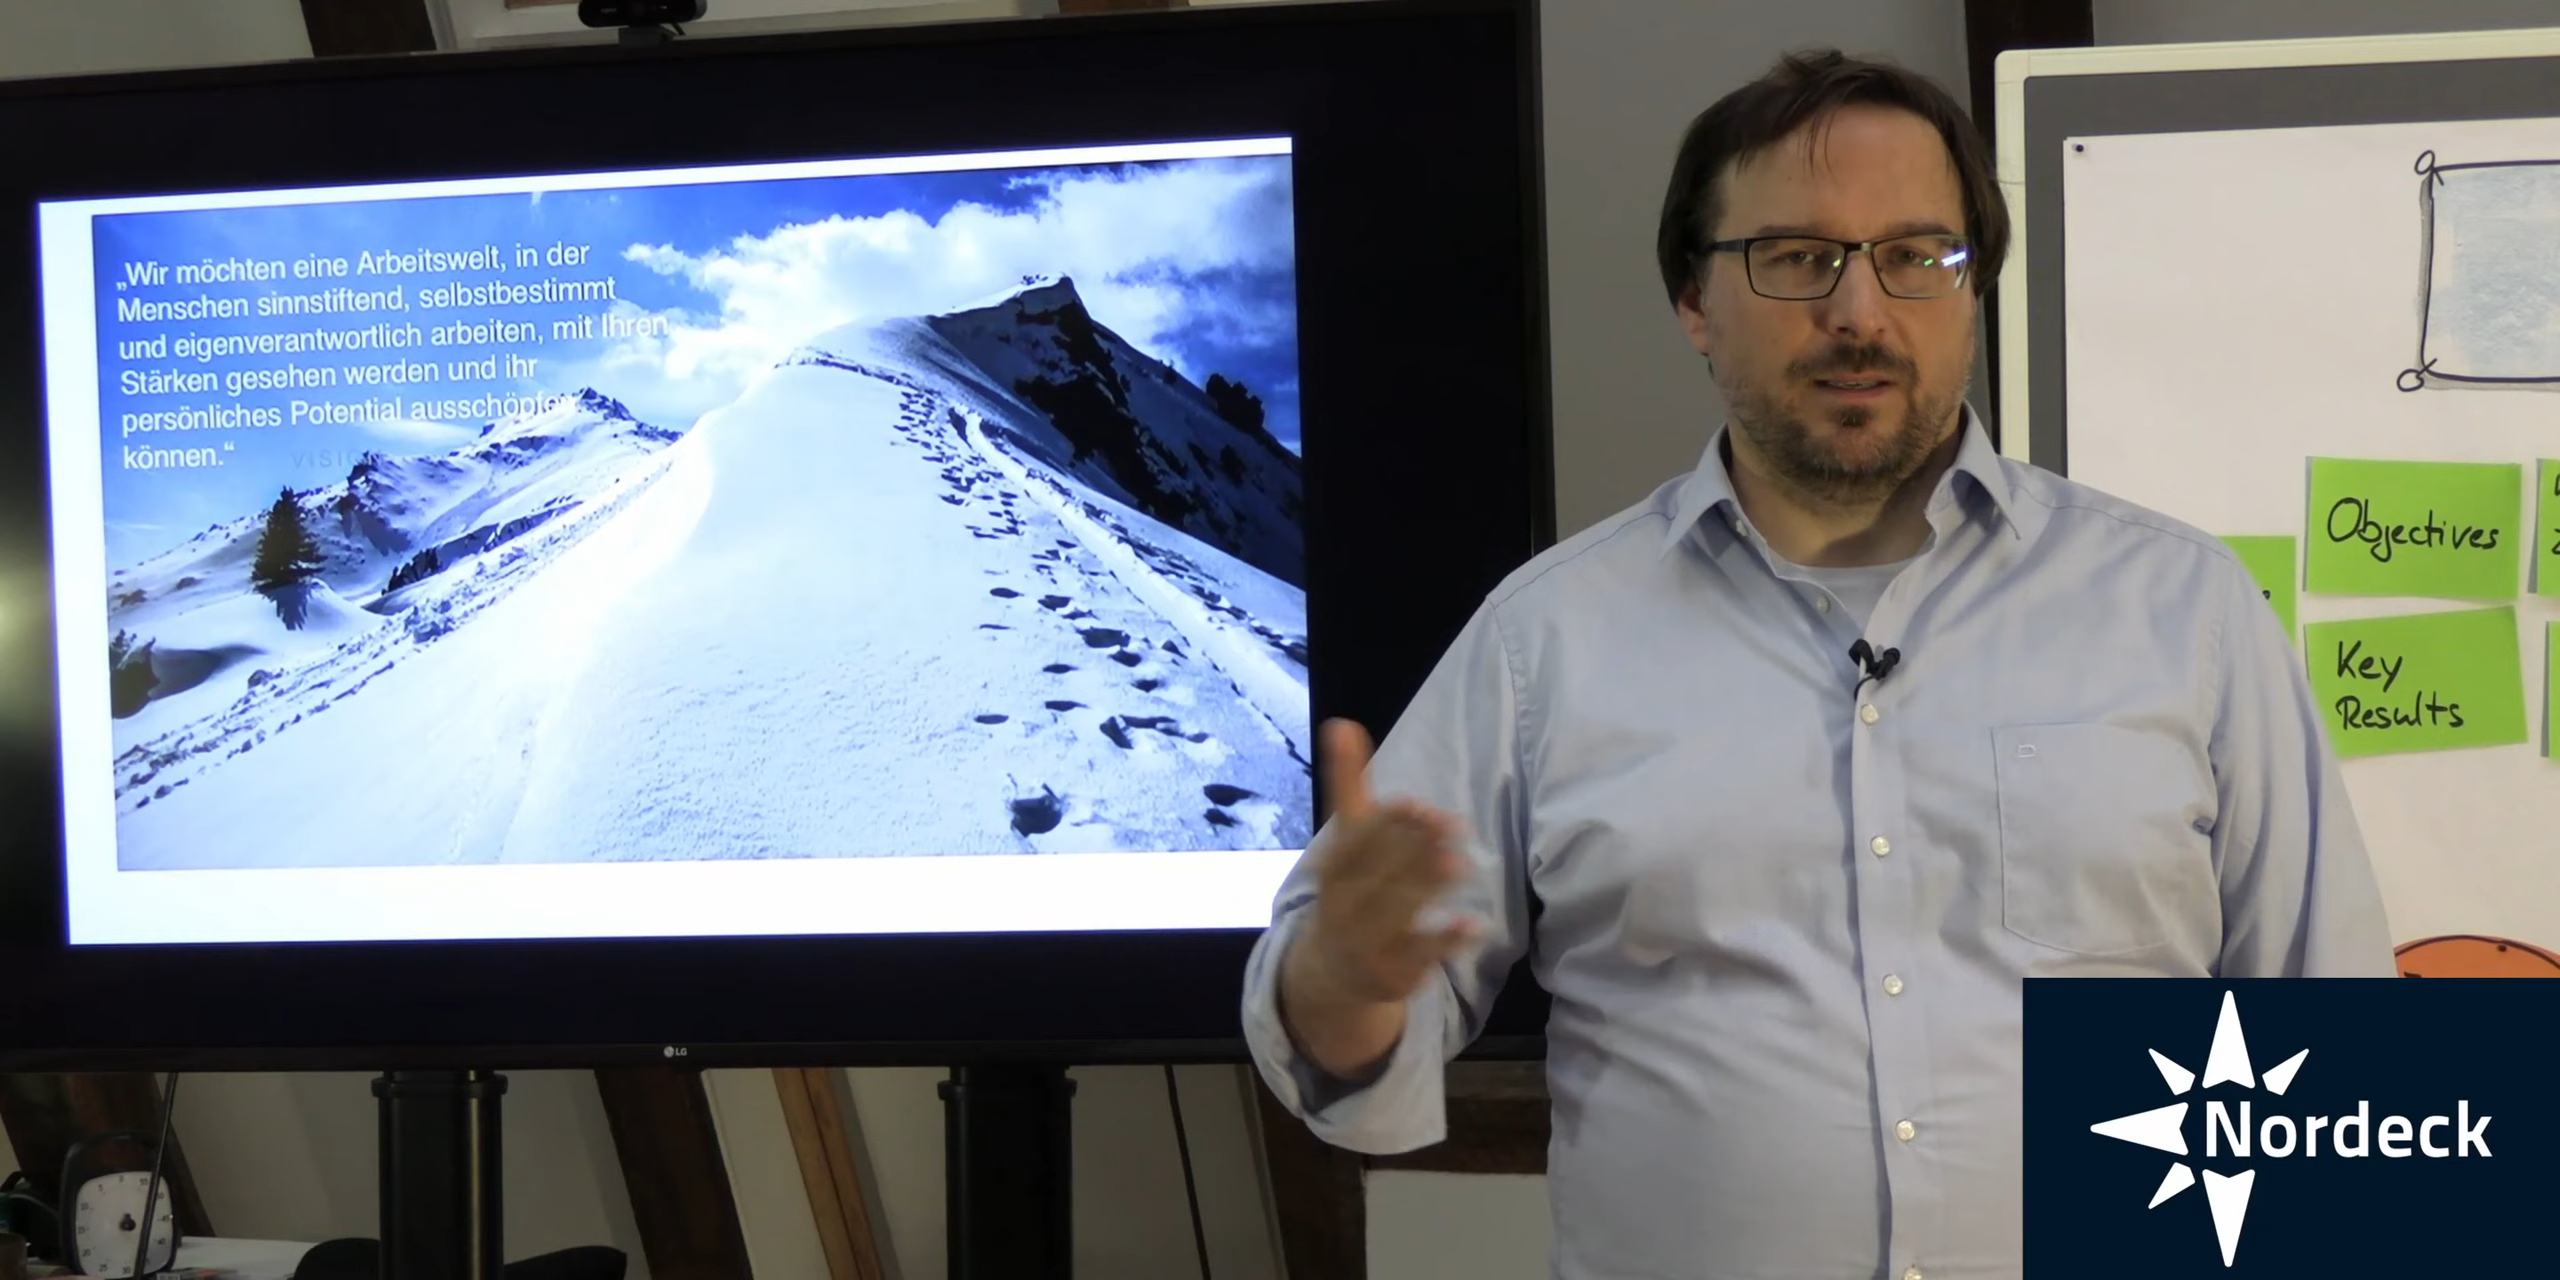 „Wir möchten eine Arbeitswelt, in der
Menschen sinnstiftend, selbstbestimmt
und eigenverantwortlich arbeiten, mit Ihren
Stärken gesehen werden und ihr
persönliches Potential ausschöpfen
können.“
VISION
LG
Objectives
Key
Results
Nordeck